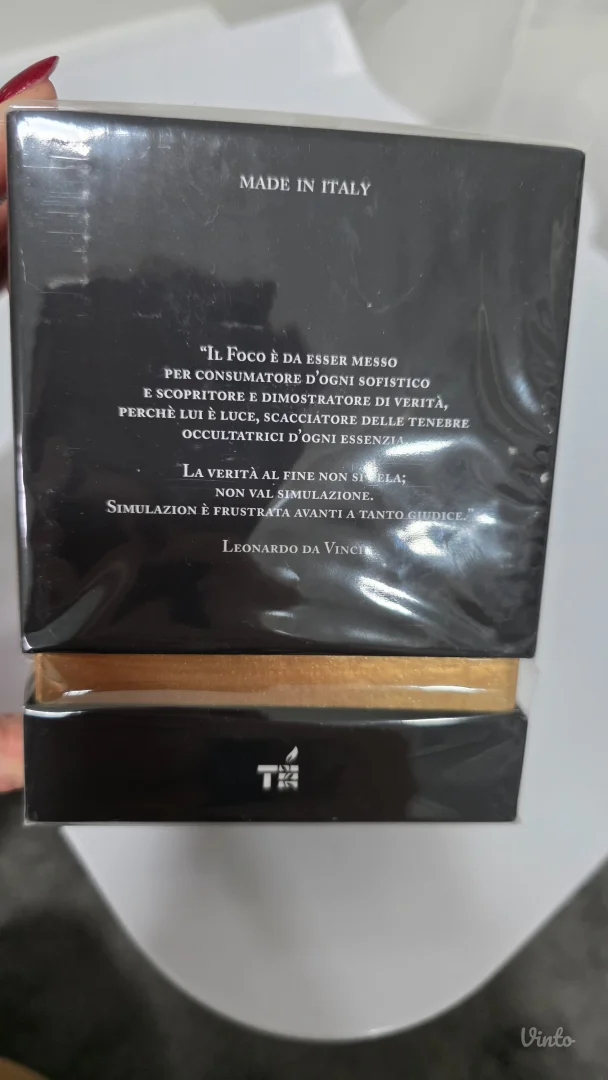 MADE IN ITALY
“IL FOCO È DA ESSER MESSO
PER CONSUMATORE D’OGNI SOFISTICO
E SCOPRITORE E DIMOSTRATORE DI VERITÀ,
PERCHÈ LUI È LUCE, SCACCIATORE DELLE TENEBRE
OCCULTATRICI D’OGNI ESSENZIA.
LA VERITÀ AL FINE NON SI CELA;
NON VAL SIMULAZIONE.
SIMULAZION È FRUSTRATA AVANTI A TANTO GIUDICE.”
LEONARDO DA VINCI
Vinto